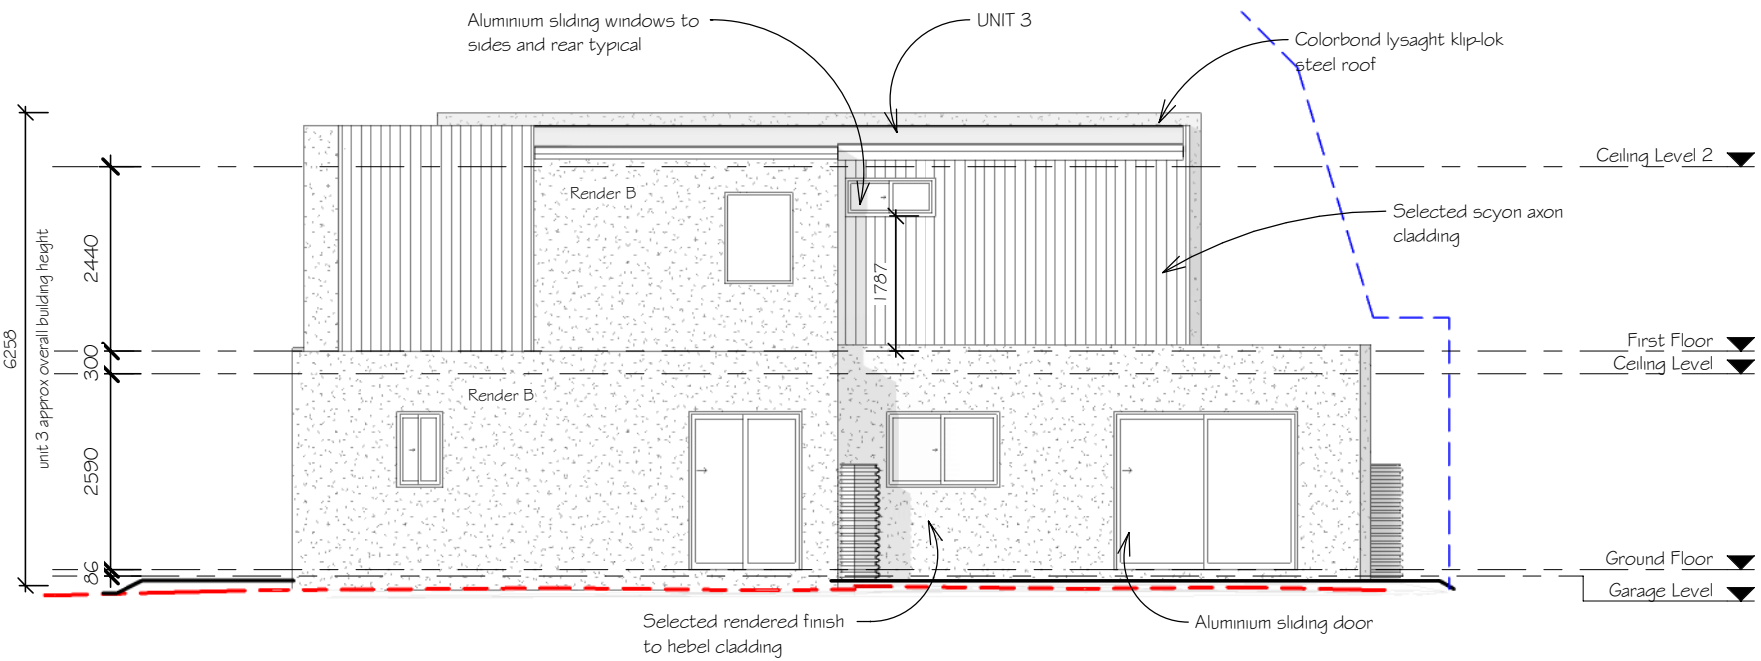 Aluminium sliding windows to
sides and rear typical
UNIT 3
Colorbond lysaght klip-lok
steel roof
Ceiling Level 2
Render B
Selected scyon axon
cladding
2440
1787
6258
unit 3 approx overall building height
First Floor
300
Ceiling Level
Render B
2590
Ground Floor
86
Garage Level
Selected rendered finish
to hebel cladding
Aluminium sliding door